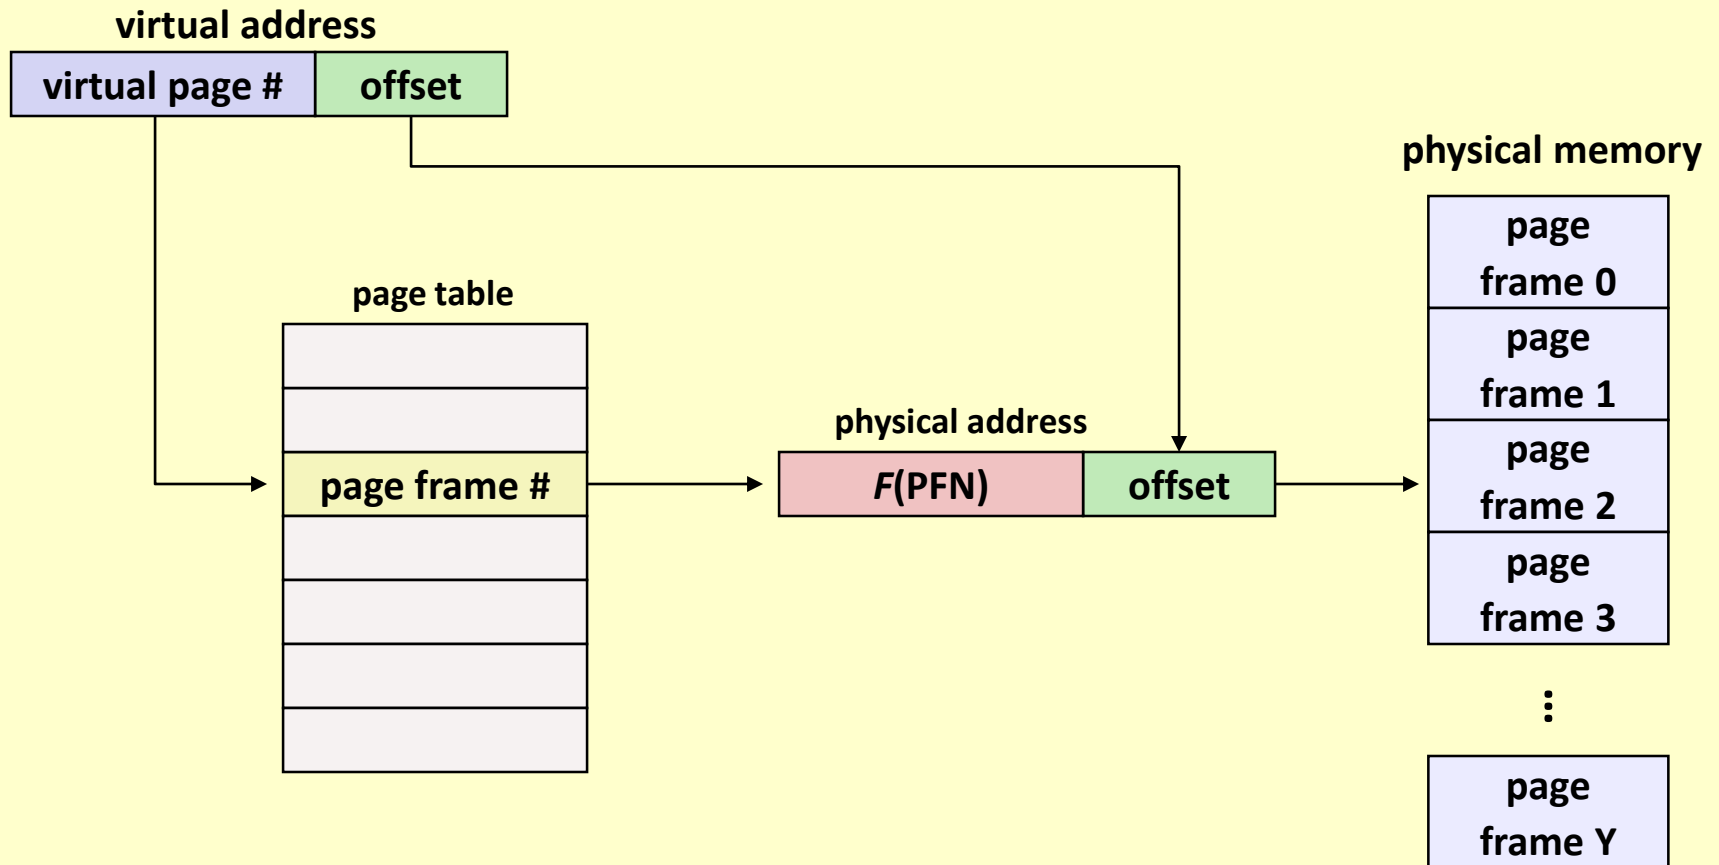 virtual address
virtual page #
offset
physical memory
page
frame 0
page table
page
frame 1
physical address
page frame #
F(PFN)
offset
page
frame 2
page
frame 3
⋮
page
frame Y